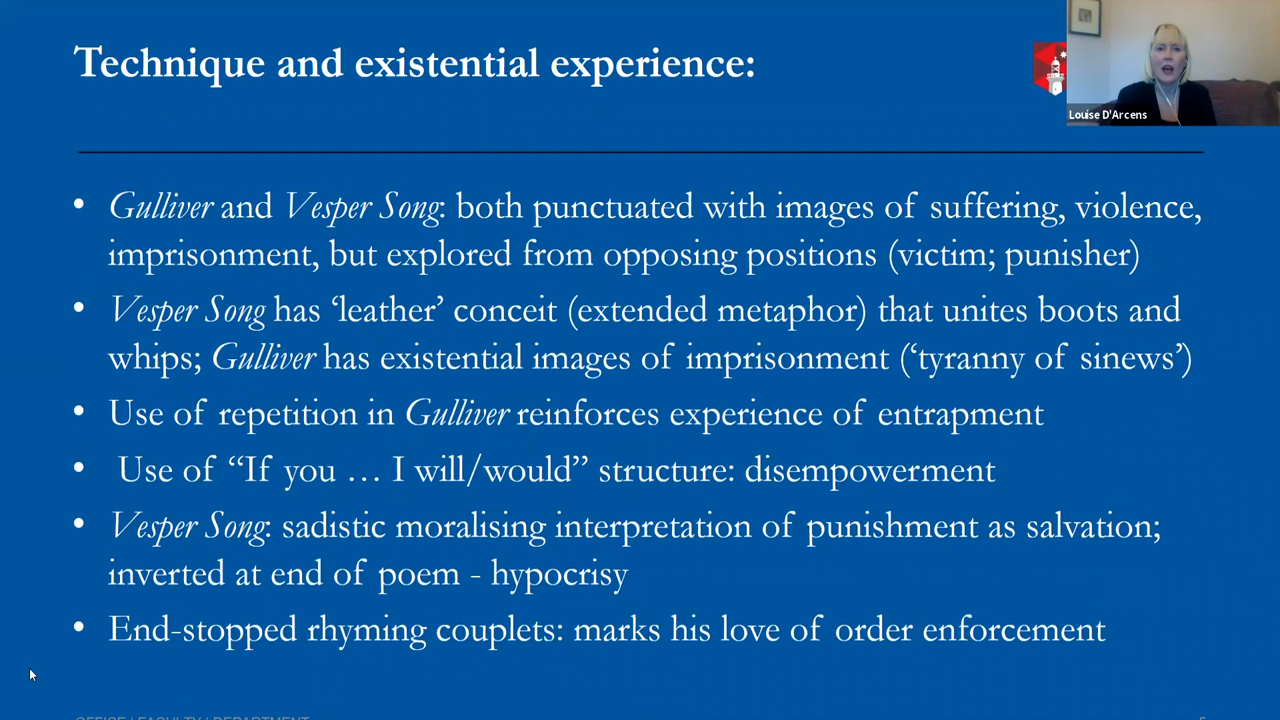 Technique and existential experience:
Louise D'Arcens
• Gulliver and Vesper Song: both punctuated with images of suffering, violence,
imprisonment, but explored from opposing positions (victim; punisher)
• Vesper Song has ‘leather’ conceit (extended metaphor) that unites boots and
whips; Gulliver has existential images of imprisonment (‘tyranny of sinews’)
• Use of repetition in Gulliver reinforces experience of entrapment
• Use of “If you … I will/would” structure: disempowerment
• Vesper Song: sadistic moralising interpretation of punishment as salvation;
inverted at end of poem - hypocrisy
• End-stopped rhyming couplets: marks his love of order enforcement
OFFICE | FACULTY | DEPARTMENT